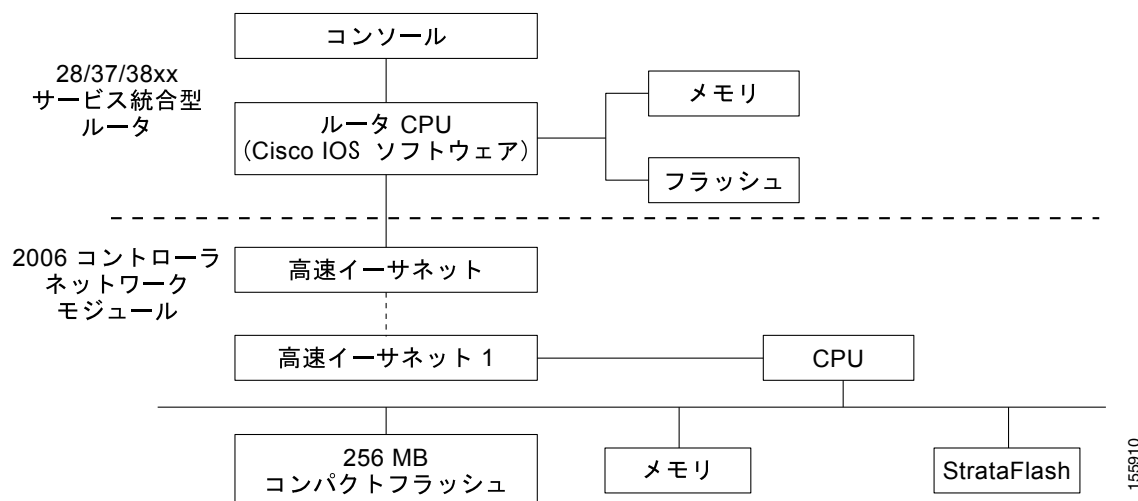 コンソール
28/37/38xx
サービス統合型
ルータ
メモリ
ルータ CPU
(Cisco IOS ソフトウェア)
フラッシュ
2006 コントローラ
ネットワーク
モジュール
高速イーサネット
高速イーサネット 1
CPU
256 MB
コンパクトフラッシュ
メモリ
StrataFlash
155910